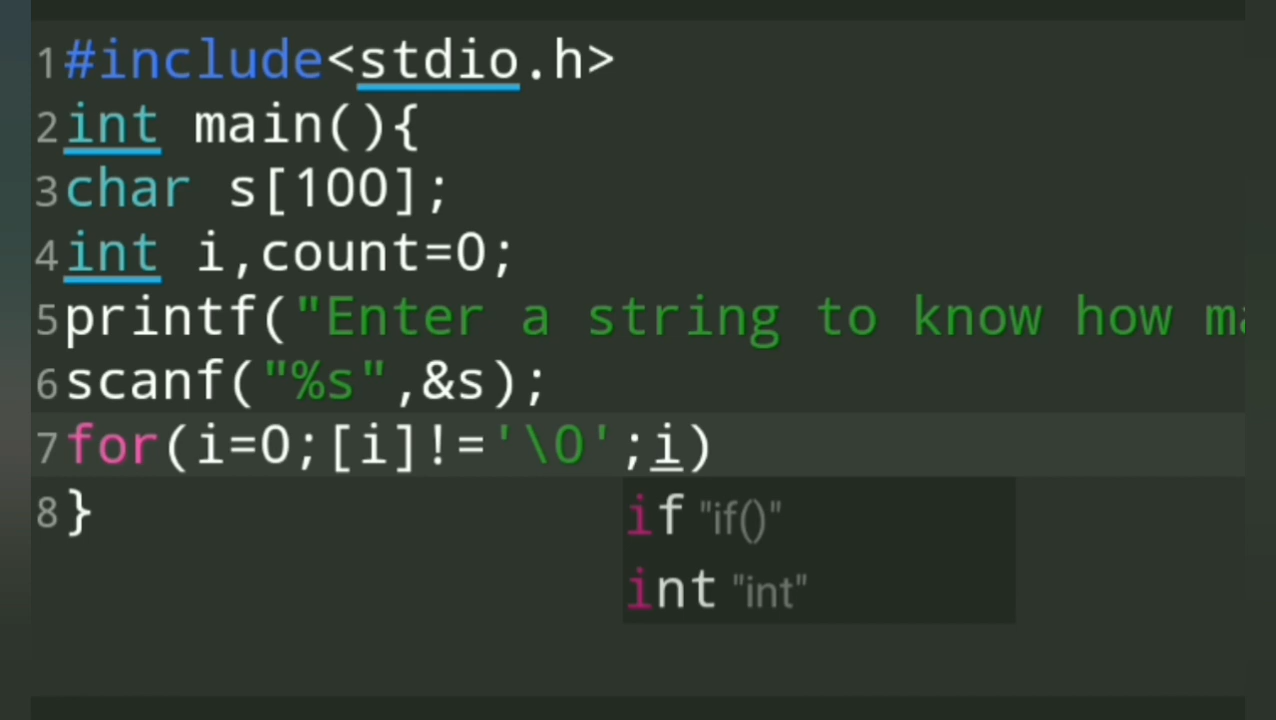 1#include<stdio.h>
2int main(){
3char s[100];
4int i,count=0;
5printf("Enter a string to know how
6scanf("%s",&s);
7for(i=0;[i]!='\0';i)
8}
if "if()"
int "int"